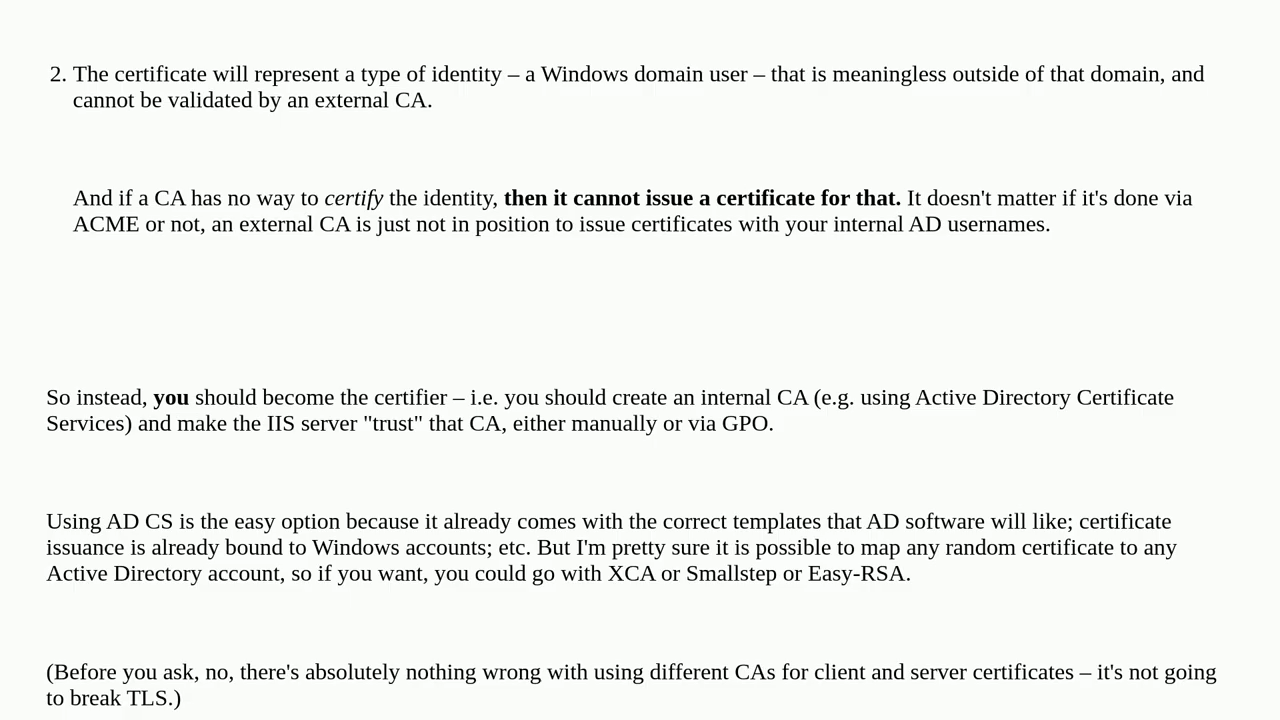 2. The certificate will represent a type of identity – a Windows domain user – that is meaningless outside of that domain, and
cannot be validated by an external CA.
And if a CA has no way to certify the identity, then it cannot issue a certificate for that. It doesn't matter if it's done via
ACME or not, an external CA is just not in position to issue certificates with your internal AD usernames.
So instead, you should become the certifier – i.e. you should create an internal CA (e.g. using Active Directory Certificate
Services) and make the IIS server "trust" that CA, either manually or via GPO.
Using AD CS is the easy option because it already comes with the correct templates that AD software will like; certificate
issuance is already bound to Windows accounts; etc. But I'm pretty sure it is possible to map any random certificate to any
Active Directory account, so if you want, you could go with XCA or Smallstep or Easy-RSA.
(Before you ask, no, there's absolutely nothing wrong with using different CAs for client and server certificates – it's not going
to break TLS.)